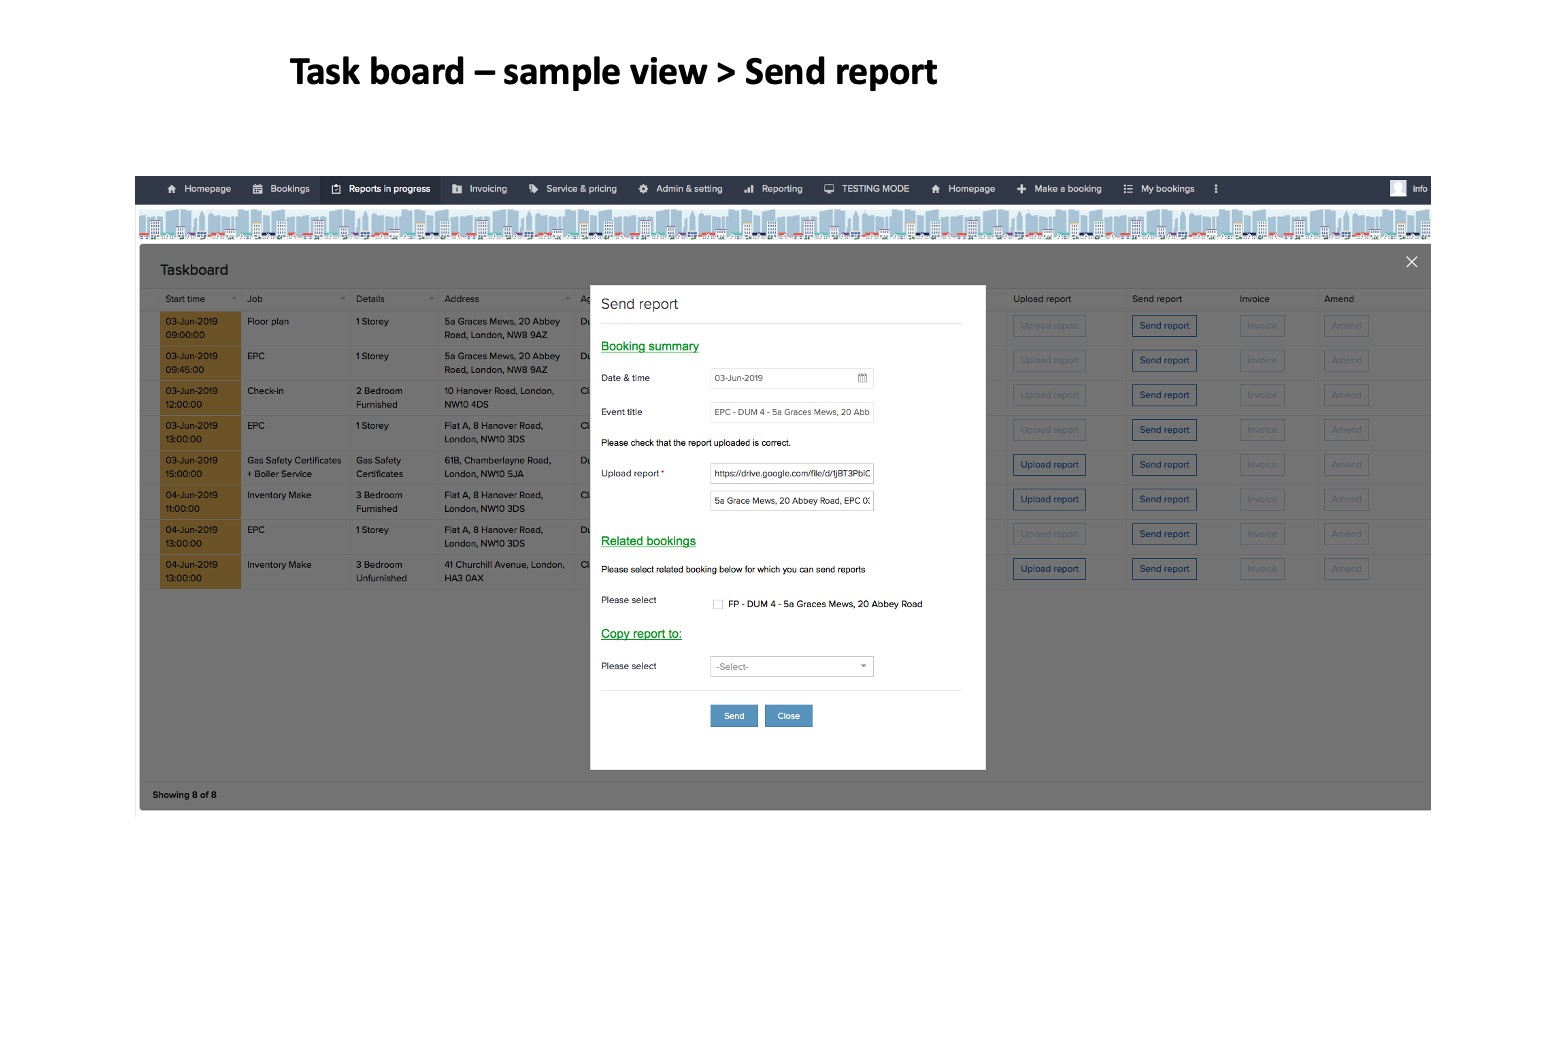 Task board – sample view > Send report
Homepage Bookings Reports in progress Invoicing Service & pricing Admin & setting Reporting TESTING MODE Homepage Make a booking My bookings Info
Taskboard
Start time Job Details Address Ag Upload report Send report Invoice Amend
03-Jun-2019 Floor plan 1 Storey 5a Graces Mews, 20 Abbey Du Upload report Send report Invoice Amend
09:00:00 Road, London, NW8 9AZ
03-Jun-2019 EPC 1 Storey 5a Graces Mews, 20 Abbey Du Upload report Send report Invoice Amend
09:45:00 Road, London, NW8 9AZ
03-Jun-2019 Check-in 2 Bedroom 10 Hanover Road, London, Cl Upload report Send report Invoice Amend
12:00:00 Furnished NW10 4DS
03-Jun-2019 EPC 1 Storey Flat A, 8 Hanover Road, Du Upload report Send report Invoice Amend
13:00:00 London, NW10 3DS
03-Jun-2019 Gas Safety Certificates Gas Safety 61B, Chamberlayne Road, Du Upload report Send report Invoice Amend
15:00:00 + Boiler Service Certificates London, NW10 5JA
04-Jun-2019 Inventory Make 3 Bedroom Flat A, 8 Hanover Road, Cl Upload report Send report Invoice Amend
11:00:00 Furnished London, NW10 3DS
04-Jun-2019 EPC 1 Storey Flat A, 8 Hanover Road, Du Upload report Send report Invoice Amend
13:00:00 London, NW10 3DS
04-Jun-2019 Inventory Make 3 Bedroom 41 Churchill Avenue, London, Cl Upload report Send report Invoice Amend
13:00:00 Unfurnished HA3 0AX
Send report
Booking summary
Date & time 03-Jun-2019
Event title EPC - DUM 4 - 5a Graces Mews, 20 Abb
Please check that the report uploaded is correct.
Upload report * https://drive.google.com/file/d/1jBT3PblC
5a Grace Mews, 20 Abbey Road, EPC 03
Related bookings
Please select related booking below for which you can send reports
Please select FP - DUM 4 - 5a Graces Mews, 20 Abbey Road
Copy report to:
Please select -Select-
Send Close
Showing 8 of 8